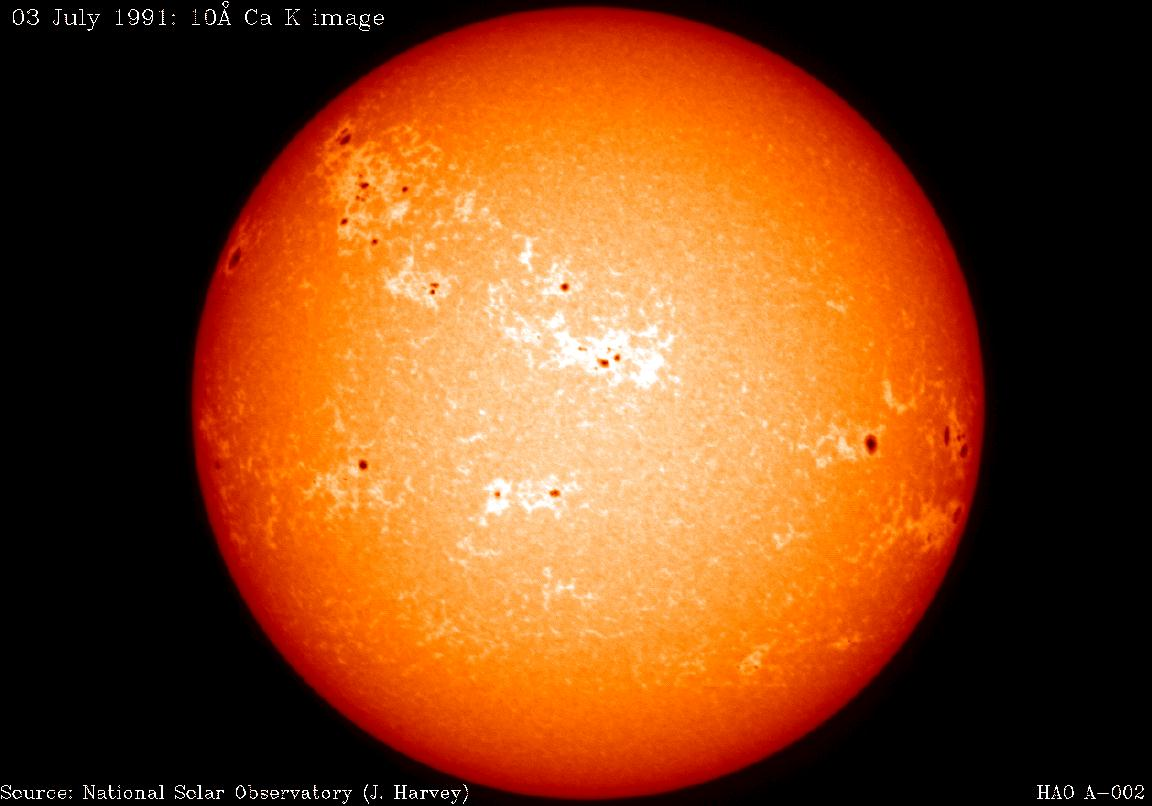 03 July 1991: 10Å Ca K image
Source: National Solar Observatory (J. Harvey)
HAO A-002